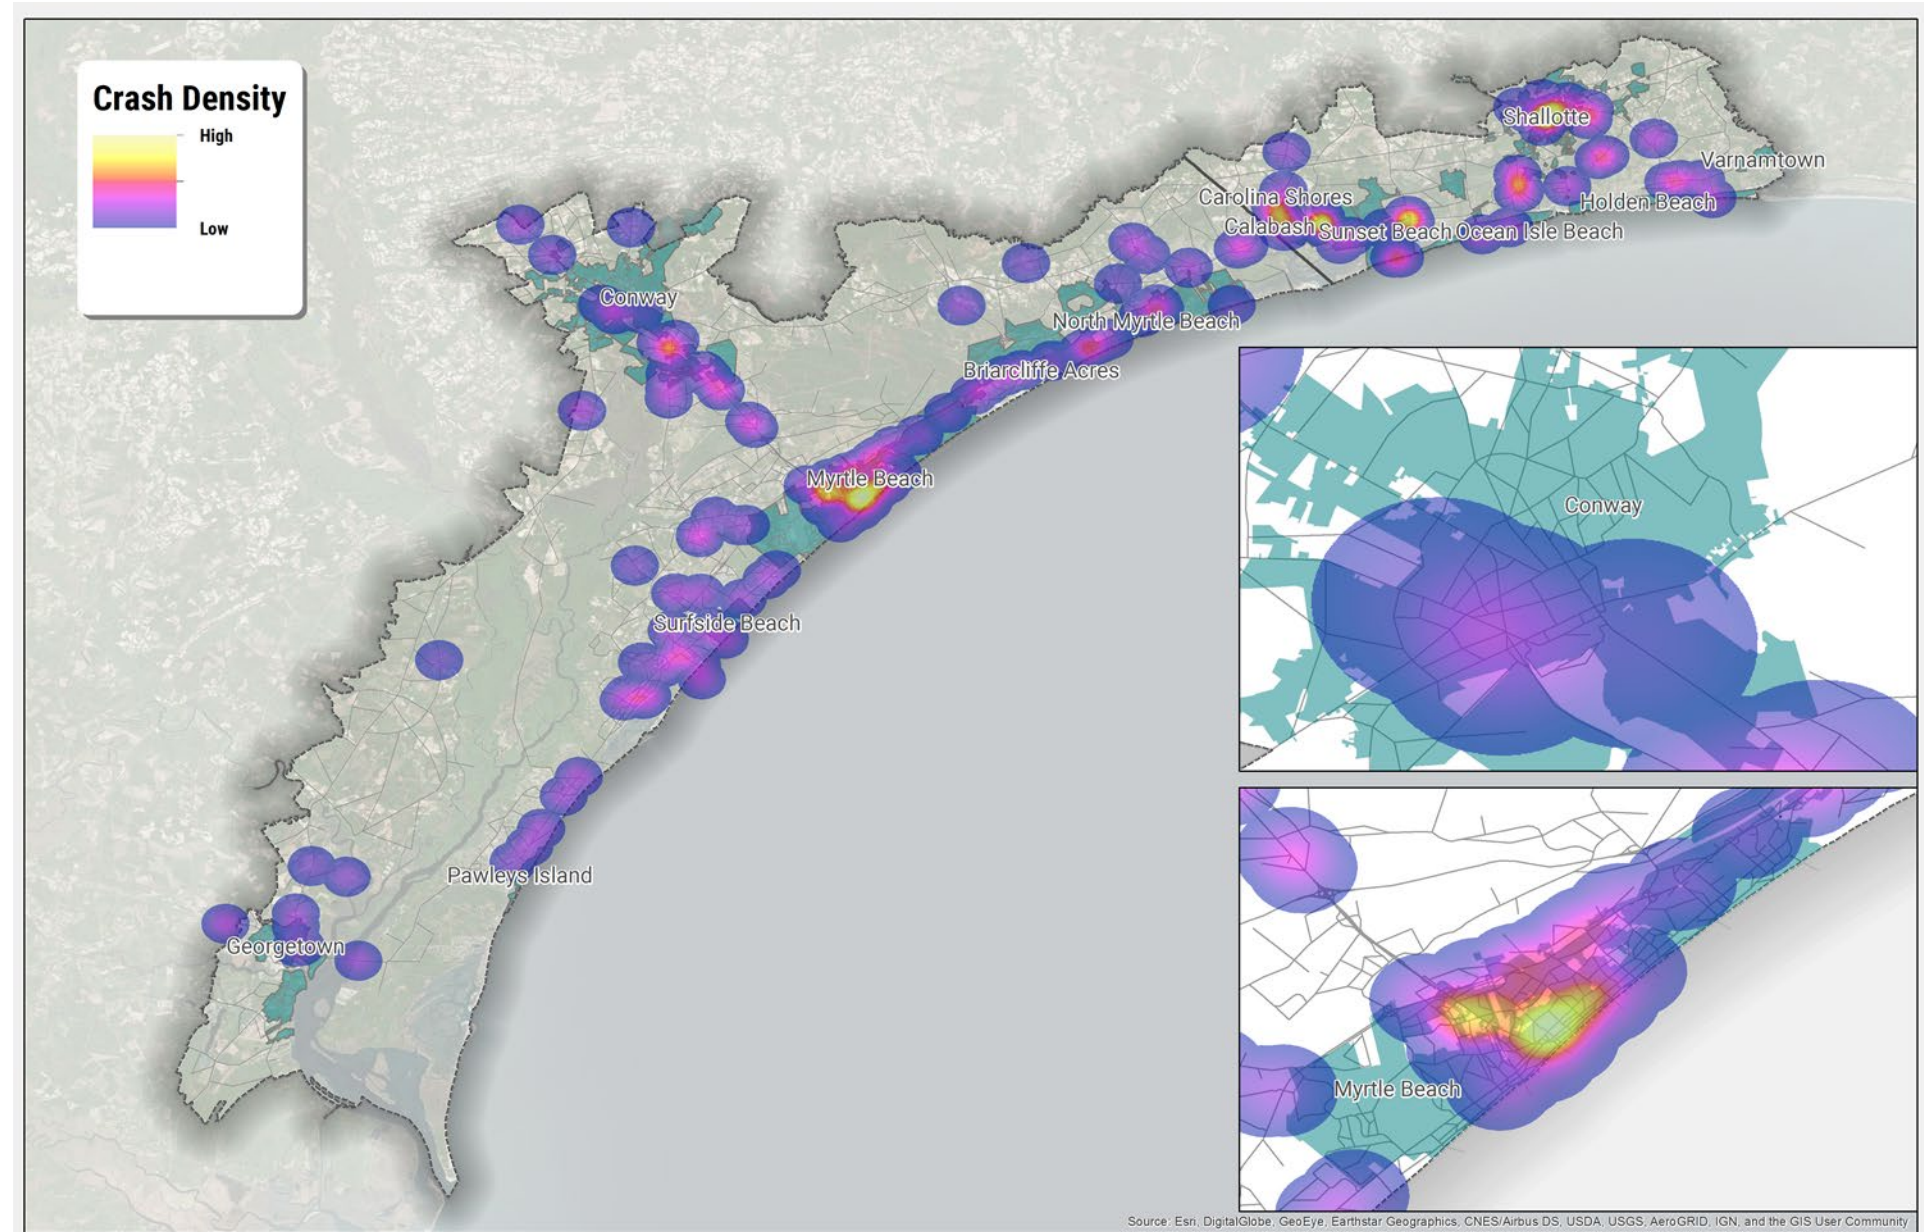 Crash Density
High
Low
Shallotte
Varnamtown
Carolina Shores
Holden Beach
Calabash
Sunset Beach
Ocean Isle Beach
Conway
North Myrtle Beach
Briarcliffe Acres
Myrtle Beach
Surfside Beach
Pawleys Island
Georgetown
Conway
Myrtle Beach
Source: Esri, DigitalGlobe, GeoEye, Earthstar Geographics, CNES/Airbus DS, USDA, USGS, AeroGRID, IGN, and the GIS User Community